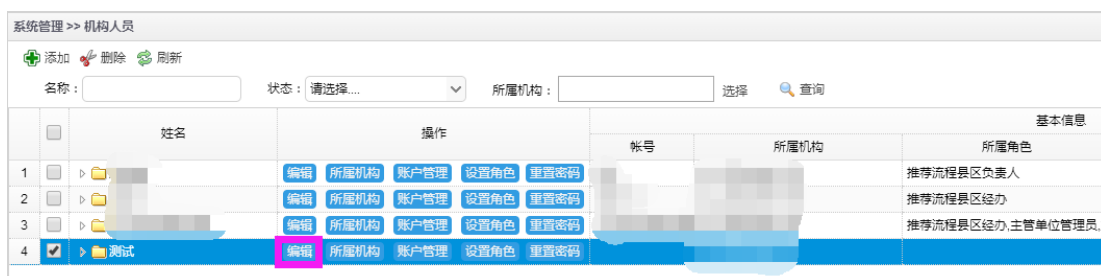 系统管理 >> 机构人员
添加 删除 刷新
名称： 状态： 请选择.... 所属机构： 选择 查询
姓名 操作 基本信息
帐号 所属机构 所属角色
1 编辑 所属机构 账户管理 设置角色 重置密码 推荐流程县区负责人
2 编辑 所属机构 账户管理 设置角色 重置密码 推荐流程县区经办
3 编辑 所属机构 账户管理 设置角色 重置密码 推荐流程县区经办,主管单位管理员,
4 测试 编辑 所属机构 账户管理 设置角色 重置密码